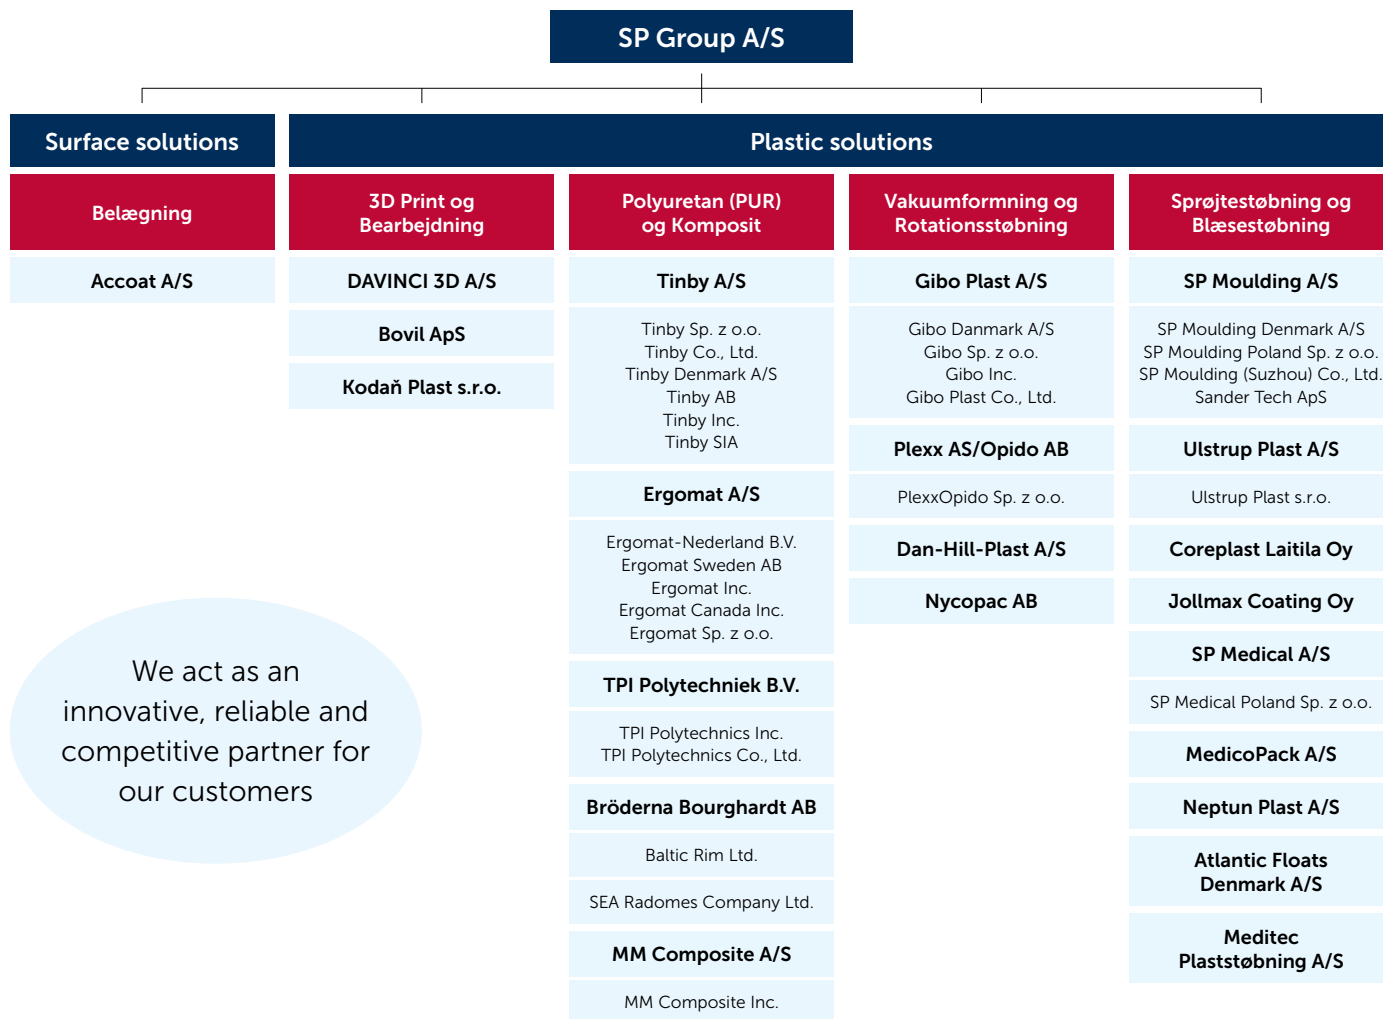 SP Group A/S
Surface solutions
Plastic solutions
Belægning
Accoat A/S
3D Print og
Bearbejdning
DAVINCI 3D A/S
Bovil ApS
Kodaň Plast s.r.o.
Polyuretan (PUR)
og Komposit
Tinby A/S
Tinby Sp. z o.o.
Tinby Co., Ltd.
Tinby Denmark A/S
Tinby AB
Tinby Inc.
Tinby SIA
Ergomat A/S
Ergomat-Nederland B.V.
Ergomat Sweden AB
Ergomat Inc.
Ergomat Canada Inc.
Ergomat Sp. z o.o.
TPI Polytechniek B.V.
TPI Polytechnics Inc.
TPI Polytechnics Co., Ltd.
Bröderna Bourghardt AB
Baltic Rim Ltd.
SEA Radomes Company Ltd.
MM Composite A/S
MM Composite Inc.
Vakuumformning og
Rotationsstøbning
Gibo Plast A/S
Gibo Danmark A/S
Gibo Sp. z o.o.
Gibo Inc.
Gibo Plast Co., Ltd.
Plexx AS/Opido AB
PlexxOpido Sp. z o.o.
Dan-Hill-Plast A/S
Nycopac AB
Sprøjtestøbning og
Blæsestøbning
SP Moulding A/S
SP Moulding Denmark A/S
SP Moulding Poland Sp. z o.o.
SP Moulding (Suzhou) Co., Ltd.
Sander Tech ApS
Ulstrup Plast A/S
Ulstrup Plast s.r.o.
Coreplast Laitila Oy
Jollmax Coating Oy
SP Medical A/S
SP Medical Poland Sp. z o.o.
MedicoPack A/S
Neptun Plast A/S
Atlantic Floats
Denmark A/S
Meditec
Plaststøbning A/S
We act as an
innovative, reliable and
competitive partner for
our customers